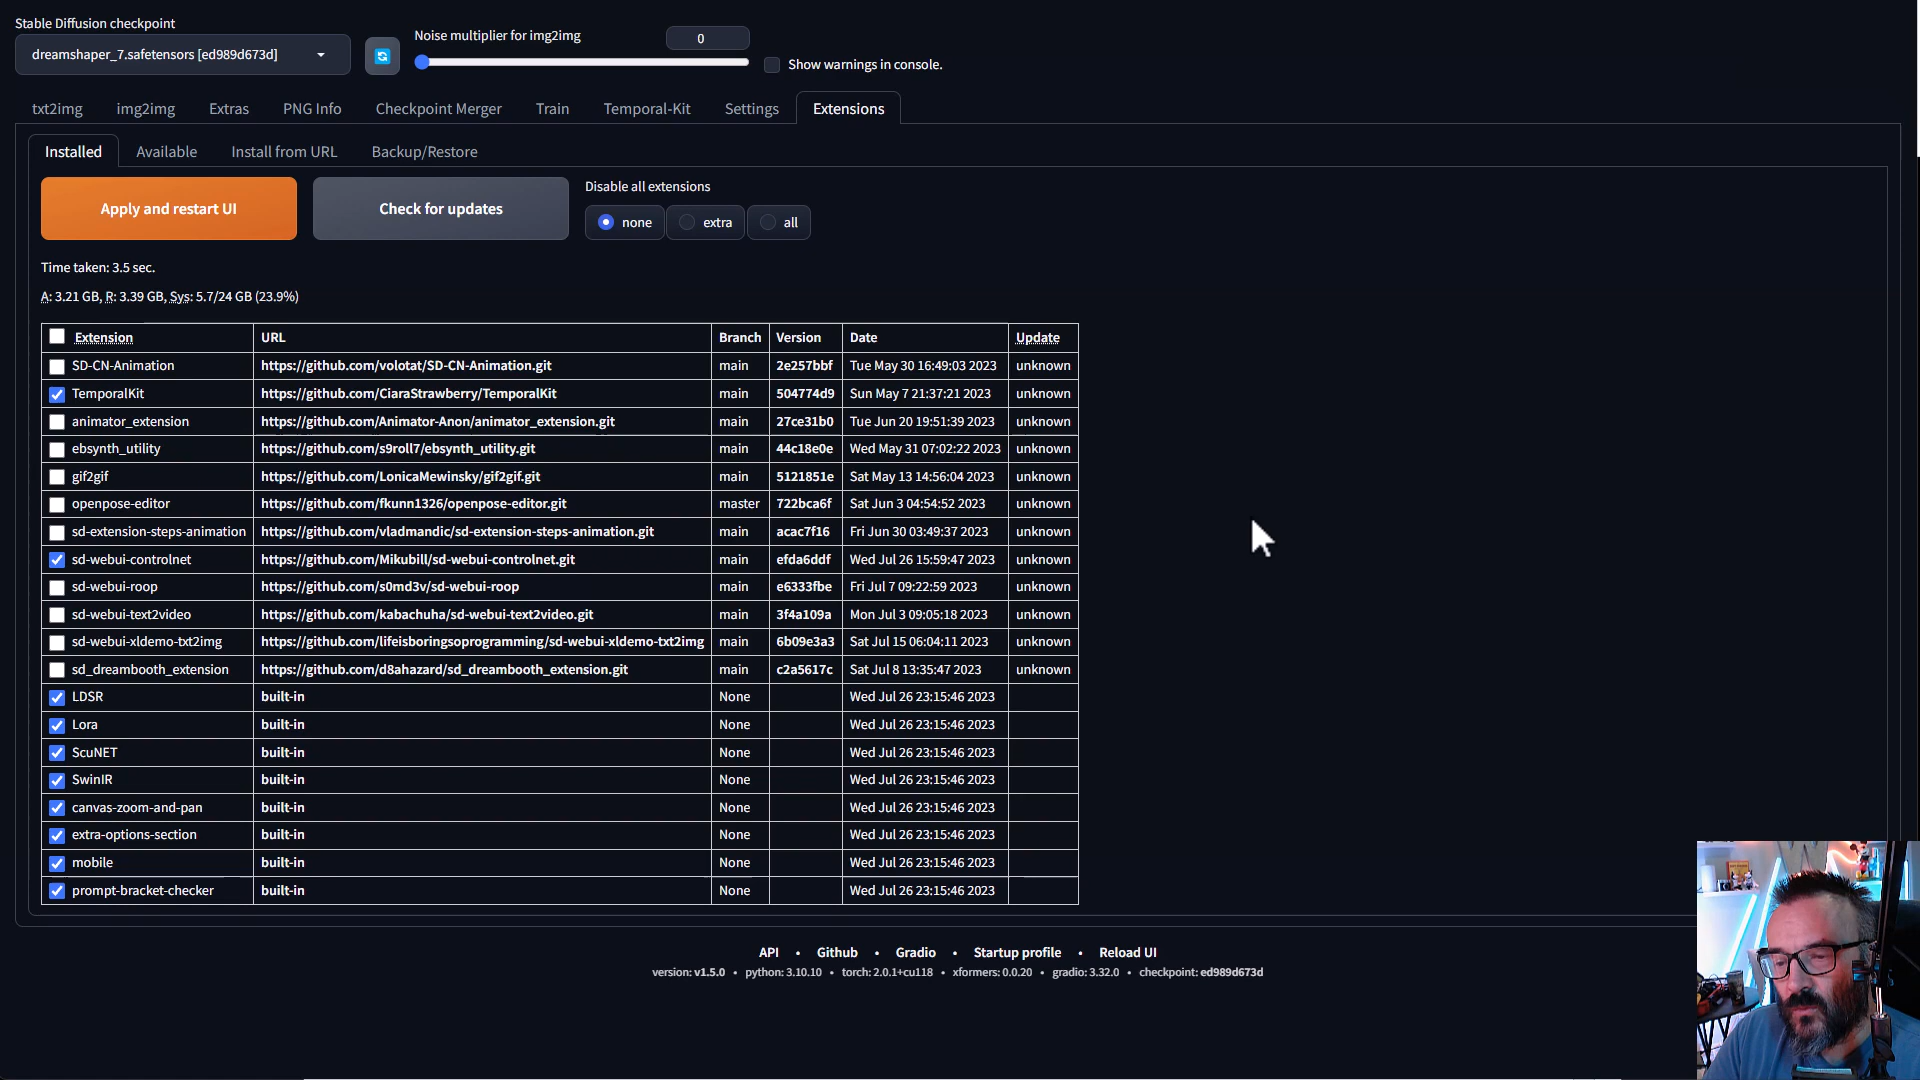 Stable Diffusion checkpoint
dreamshaper_7.safetensors [ed989d673d]
Noise multiplier for img2img
0
Show warnings in console.
txt2img img2img Extras PNG Info Checkpoint Merger Train Temporal-Kit Settings Extensions
Installed Available Install from URL Backup/Restore
Apply and restart UI
Check for updates
Disable all extensions
none extra all
Time taken: 3.5 sec.
A: 3.21 GB, R: 3.39 GB, Sys: 5.7/24 GB (23.9%)
Extension URL Branch Version Date Update
SD-CN-Animation https://github.com/volotat/SD-CN-Animation.git main 2e257bbf Tue May 30 16:49:03 2023 unknown
TemporalKit https://github.com/CiaraStrawberry/TemporalKit main 504774d9 Sun May 7 21:37:21 2023 unknown
animator_extension https://github.com/Animator-Anon/animator_extension.git main 27ce31b0 Tue Jun 20 19:51:39 2023 unknown
ebsynth_utility https://github.com/s9roll7/ebsynth_utility.git main 44c18e0e Wed May 31 07:02:22 2023 unknown
gif2gif https://github.com/LonicaMewinsky/gif2gif.git main 5121851e Sat May 13 14:56:04 2023 unknown
openpose-editor https://github.com/fkunn1326/openpose-editor.git master 722bca6f Sat Jun 3 04:54:52 2023 unknown
sd-extension-steps-animation https://github.com/vladmandic/sd-extension-steps-animation.git main acac7f16 Fri Jun 30 03:49:37 2023 unknown
sd-webui-controlnet https://github.com/Mikubill/sd-webui-controlnet.git main efda6ddf Wed Jul 26 15:59:47 2023 unknown
sd-webui-roop https://github.com/s0md3v/sd-webui-roop main e6333fbe Fri Jul 7 09:22:59 2023 unknown
sd-webui-text2video https://github.com/kabachuha/sd-webui-text2video.git main 3f4a109a Mon Jul 3 09:05:18 2023 unknown
sd-webui-xldemo-txt2img https://github.com/lifeisboringsoprogramming/sd-webui-xldemo-txt2img main 6b09e3a3 Sat Jul 15 06:04:11 2023 unknown
sd_dreambooth_extension https://github.com/d8ahazard/sd_dreambooth_extension.git main c2a5617c Sat Jul 8 13:35:47 2023 unknown
LDSR built-in None Wed Jul 26 23:15:46 2023
Lora built-in None Wed Jul 26 23:15:46 2023
ScuNET built-in None Wed Jul 26 23:15:46 2023
SwinIR built-in None Wed Jul 26 23:15:46 2023
canvas-zoom-and-pan built-in None Wed Jul 26 23:15:46 2023
extra-options-section built-in None Wed Jul 26 23:15:46 2023
mobile built-in None Wed Jul 26 23:15:46 2023
prompt-bracket-checker built-in None Wed Jul 26 23:15:46 2023
API • Github • Gradio • Startup profile • Reload UI
version: v1.5.0 • python: 3.10.10 • torch: 2.0.1+cu118 • xformers: 0.0.20 • gradio: 3.32.0 • checkpoint: ed989d673d